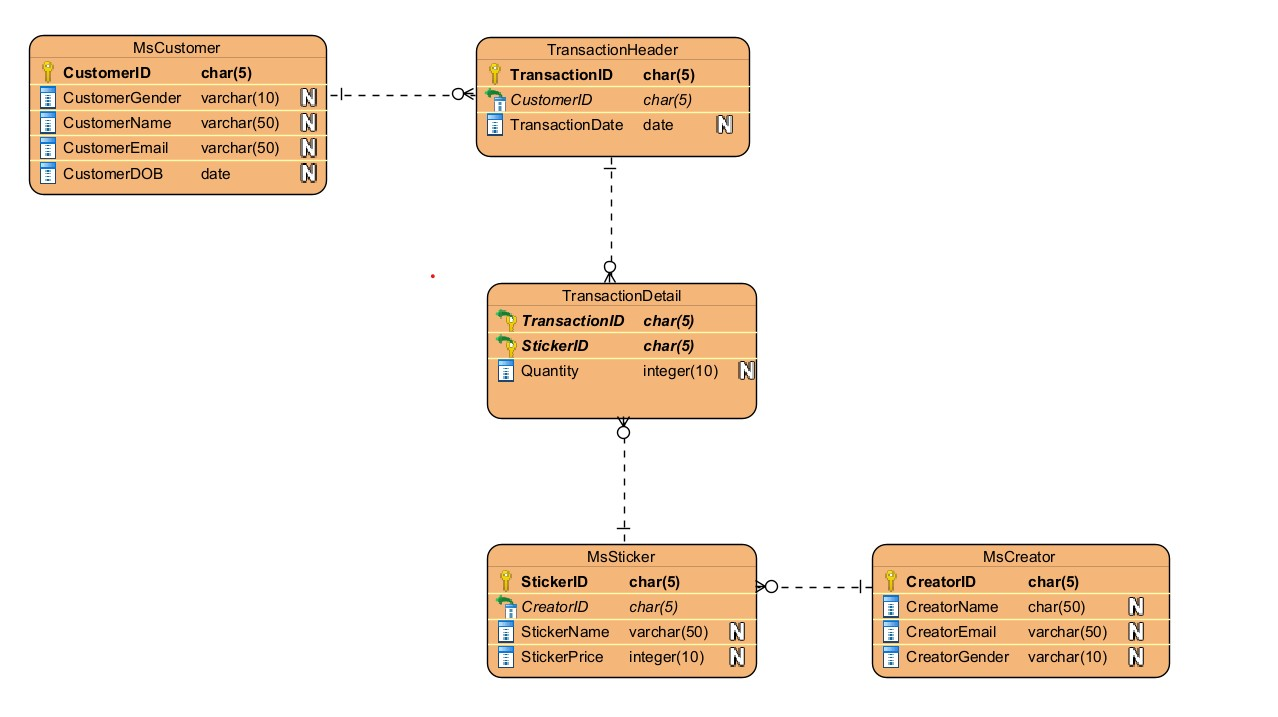 MsCustomer
CustomerID char(5)
CustomerGender varchar(10) N
CustomerName varchar(50) N
CustomerEmail varchar(50) N
CustomerDOB date N
TransactionHeader
TransactionID char(5)
CustomerID char(5)
TransactionDate date N
TransactionDetail
TransactionID char(5)
StickerID char(5)
Quantity integer(10) N
MsSticker
StickerID char(5)
CreatorID char(5)
StickerName varchar(50) N
StickerPrice integer(10) N
MsCreator
CreatorID char(5)
CreatorName char(50) N
CreatorEmail varchar(50) N
CreatorGender varchar(10) N